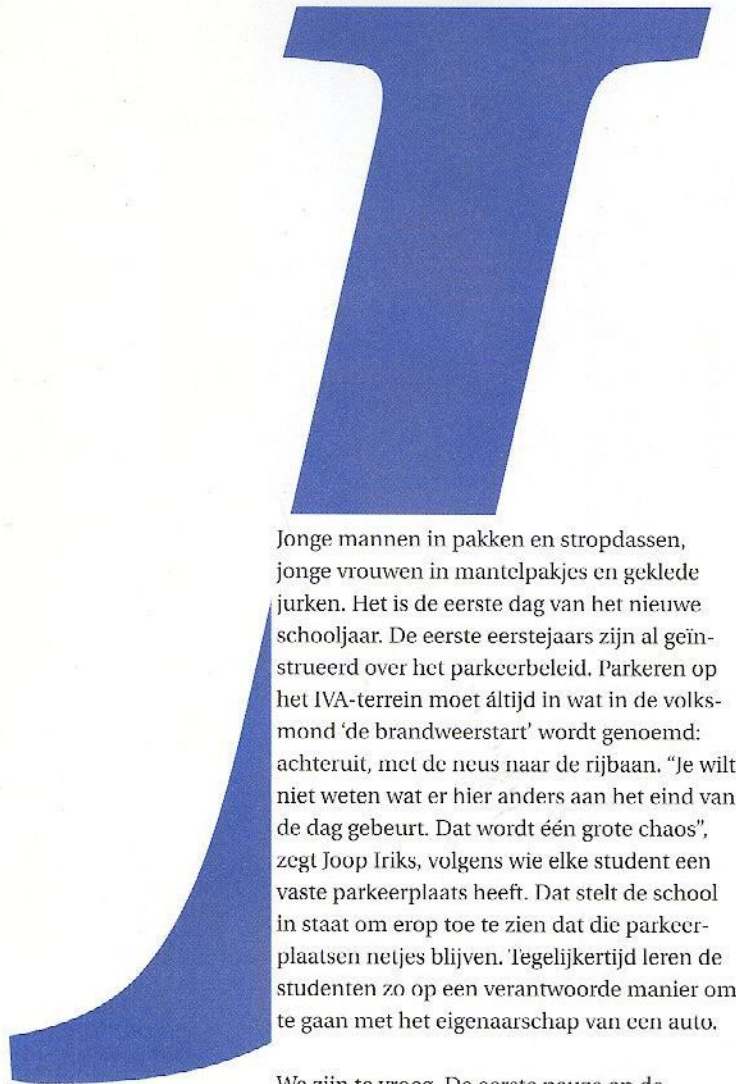 J
Jonge mannen in pakken en stropdassen,
jonge vrouwen in mantelpakjes en geklede
jurken. Het is de eerste dag van het nieuwe
schooljaar. De eerste eerstejaars zijn al geïn-
strueerd over het parkeerbeleid. Parkeren op
het IVA-terrein moet áltijd in wat in de volks-
mond ‘de brandweerstart’ wordt genoemd:
achteruit, met de neus naar de rijbaan. “Je wilt
niet weten wat er hier anders aan het eind van
de dag gebeurt. Dat wordt één grote chaos”,
zegt Joop Iriks, volgens wie elke student een
vaste parkeerplaats heeft. Dat stelt de school
in staat om erop toe te zien dat die parkeer-
plaatsen netjes blijven. Tegelijkertijd leren de
studenten zo op een verantwoorde manier om
te gaan met het eigenaarschap van een auto.
We zijn te vroeg. De eerste pauze op de